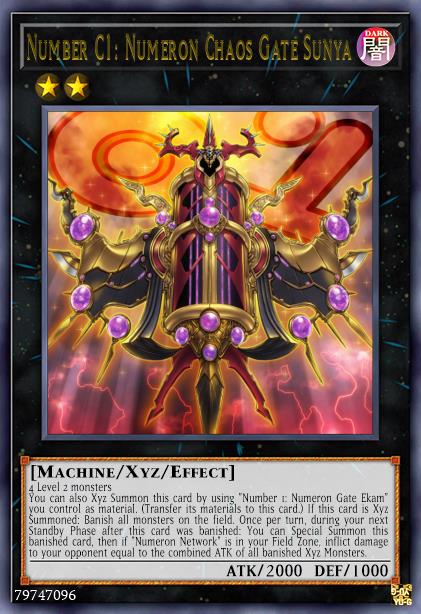 Number C1: Numeron Chaos Gate Sunya
DARK
闇
C1
[Machine/Xyz/Effect]
4 Level 2 monsters
You can also Xyz Summon this card by using "Number 1: Numeron Gate Ekam"
you control as material. (Transfer its materials to this card.) If this card is Xyz
Summoned: Banish all monsters on the field. Once per turn, during your next
Standby Phase after this card was banished: You can Special Summon this
banished card, then if "Numeron Network" is in your Field Zone, inflict damage
to your opponent equal to the combined ATK of all banished Xyz Monsters.
ATK/2000 DEF/1000
79747096